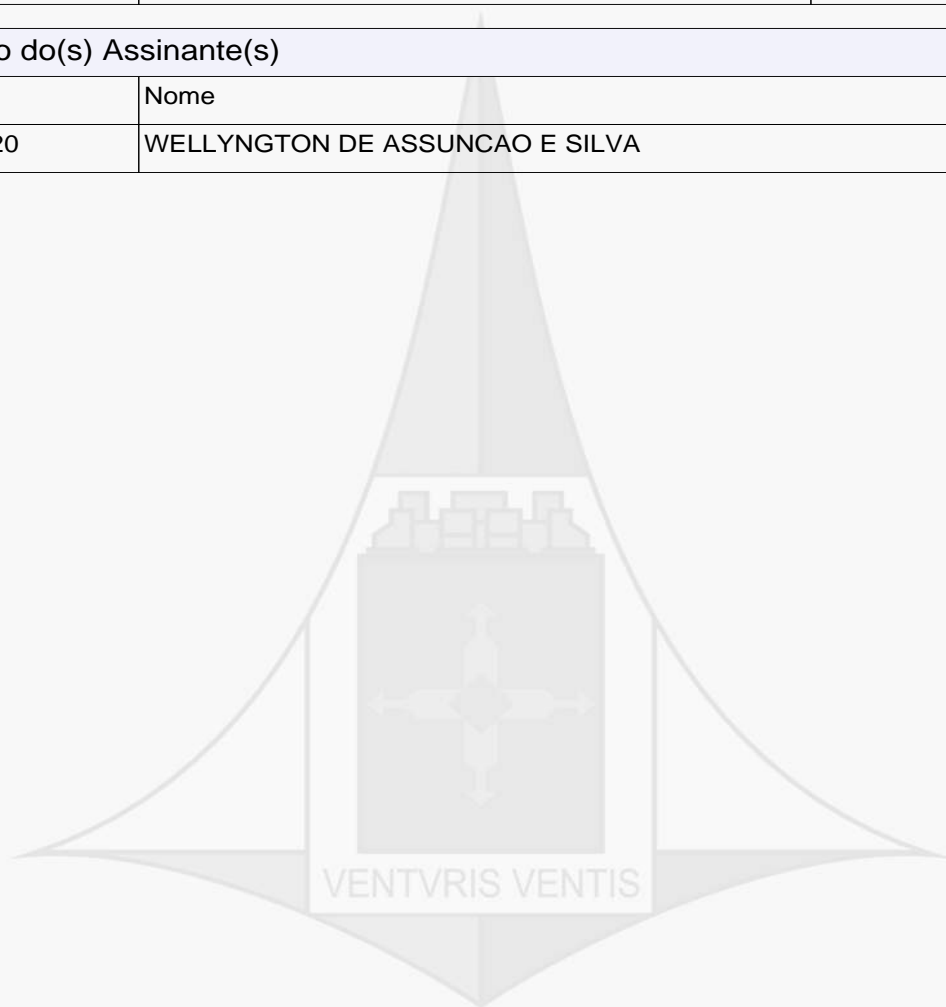 o do(s) Assinante(s)
Nome
20 WELLYNGTON DE ASSUNCAO E SILVA
VENTVRIS VENTIS